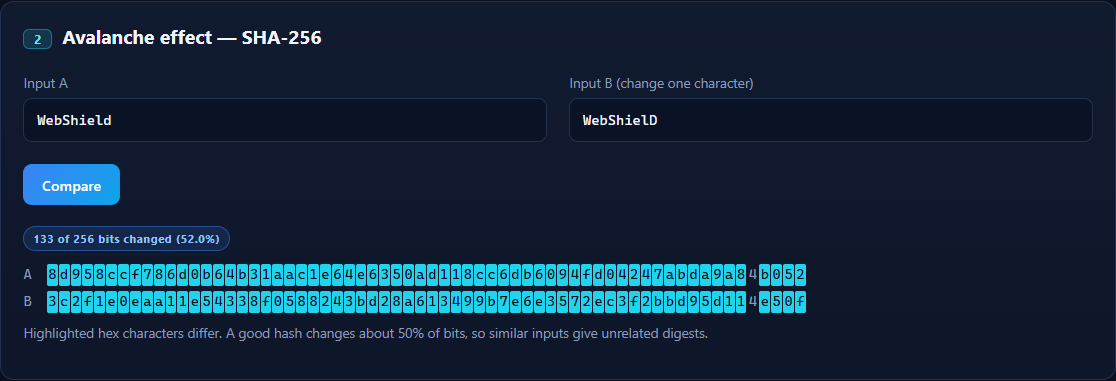 2 Avalanche effect — SHA-256
Input A
Input B (change one character)
WebShield
WebShielD
Compare
133 of 256 bits changed (52.0%)
A 8d958ccf786d0b64b31aac1e64e6350ad118cc6db6094fd04247abda9a84b052
B 3c2f1e0eaa11e54338f0588243bd28a613499b7e6e3572ec3f2bbd95d114e50f
Highlighted hex characters differ. A good hash changes about 50% of bits, so similar inputs give unrelated digests.